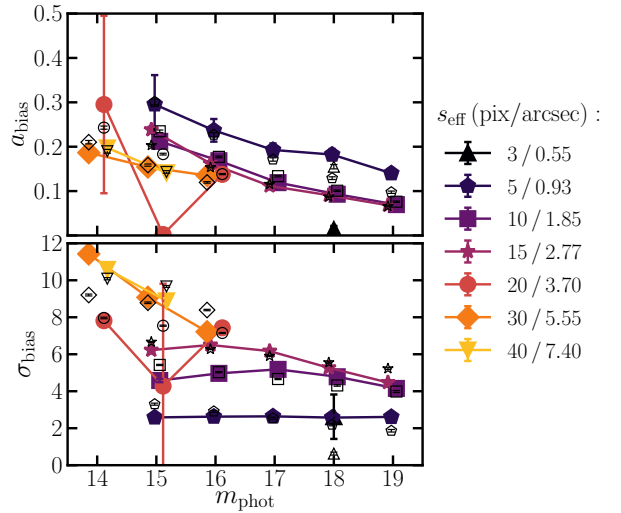 0.5
0.4
0.3
0.2
0.1
a_bias
12
10
8
6
4
2
0
σ_bias
14 15 16 17 18 19
m_phot
s_eff (pix/arcsec) :
3 / 0.55
5 / 0.93
10 / 1.85
15 / 2.77
20 / 3.70
30 / 5.55
40 / 7.40